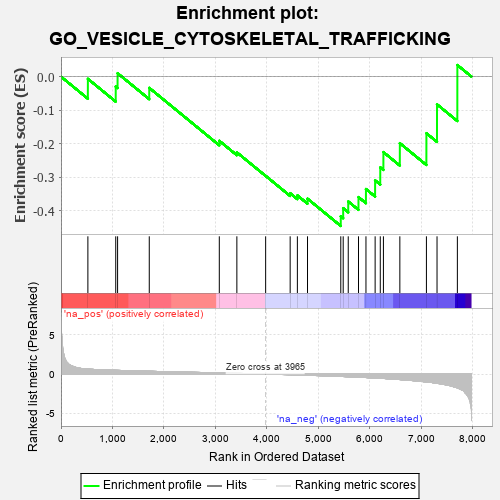 Enrichment plot:
GO_VESICLE_CYTOSKELETAL_TRAFFICKING
Enrichment score (ES)
0.0
-0.1
-0.2
-0.3
-0.4
'na_pos' (positively correlated)
Ranked list metric (PreRanked)
5
0
-5
Zero cross at 3965
'na_neg' (negatively correlated)
0
1,000
2,000
3,000
4,000
5,000
6,000
7,000
8,000
Rank in Ordered Dataset
Enrichment profile
Hits
Ranking metric scores